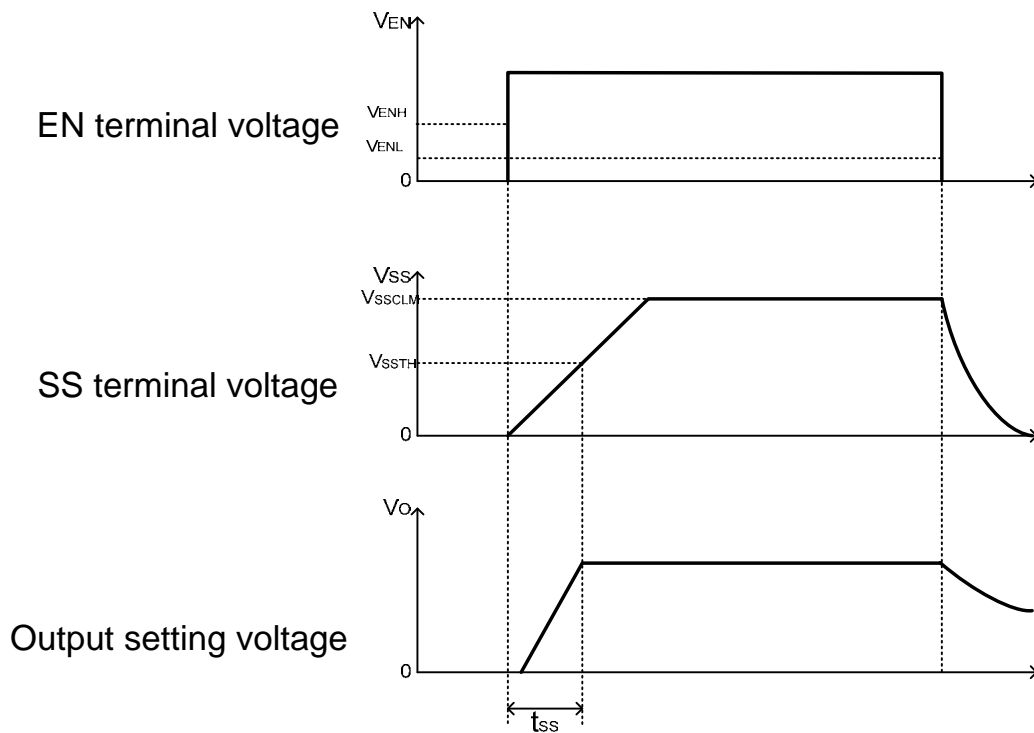 VEN
EN terminal voltage
VENH
VENL
0
VSS
VSSCLM
SS terminal voltage
VSSTH
0
VO
Output setting voltage
0
tss